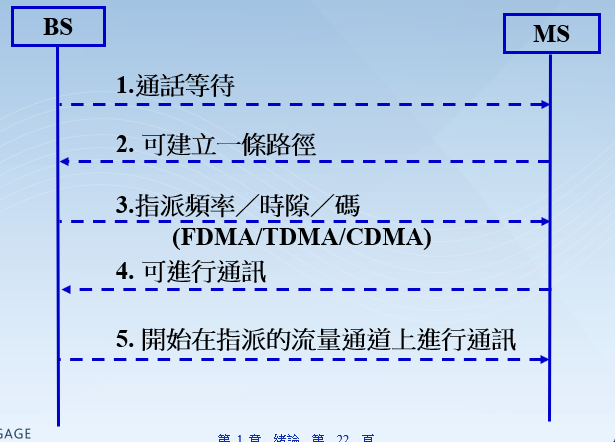 BS
MS
1.通話等待
2. 可建立一條路徑
3.指派頻率／時隙／碼
(FDMA/TDMA/CDMA)
4. 可進行通訊
5. 開始在指派的流量通道上進行通訊
GAGE
第 1 章 緒論 第 22 頁